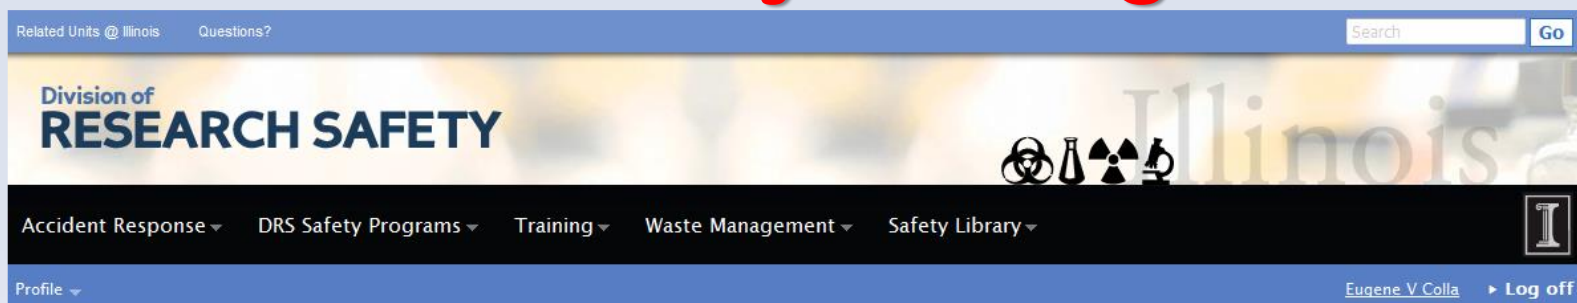 Related Units @ Illinois Questions?
Search Go
Division of
RESEARCH SAFETY
Illinois
Accident Response DRS Safety Programs Training Waste Management Safety Library
I
Profile Eugene V Colla Log off